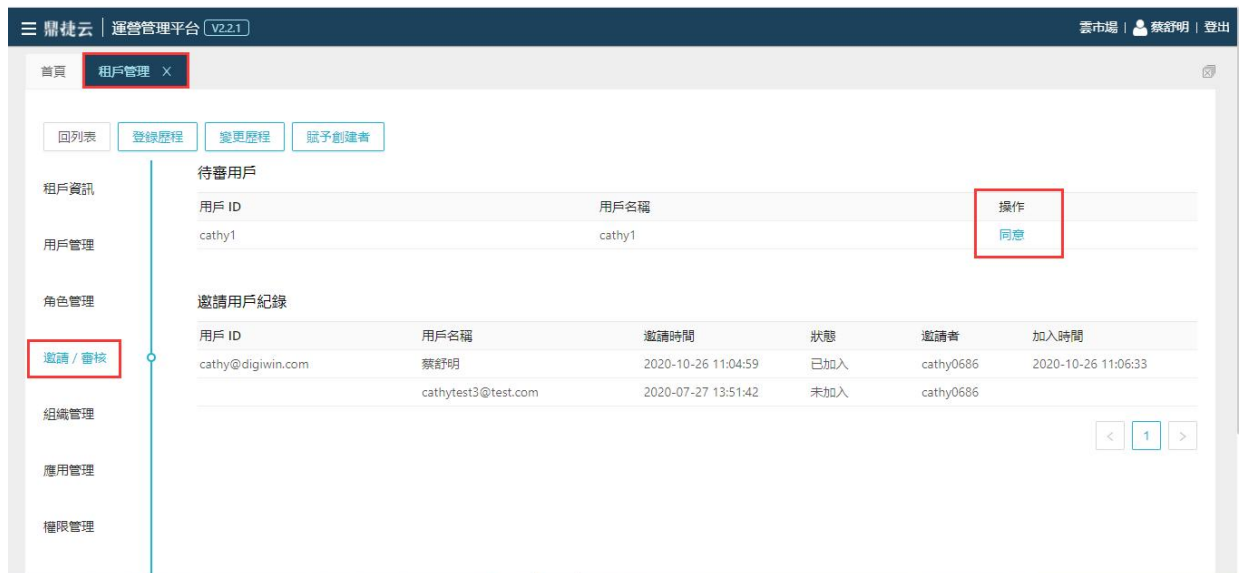 鼎捷云 運營管理平台 V2.2.1 雲市場 蔡舒明 登出
首頁 租戶管理 X
回列表 登錄歷程 變更歷程 賦予創建者
租戶資訊
用戶管理
角色管理
邀請 / 審核
組織管理
應用管理
權限管理
待審用戶
用戶 ID 用戶名稱 操作
cathy1 cathy1 同意
邀請用戶紀錄
用戶 ID 用戶名稱 邀請時間 狀態 邀請者 加入時間
cathy@digiwin.com 蔡舒明 2020-10-26 11:04:59 已加入 cathy0686 2020-10-26 11:06:33
cathytest3@test.com 2020-07-27 13:51:42 未加入 cathy0686
< 1 >